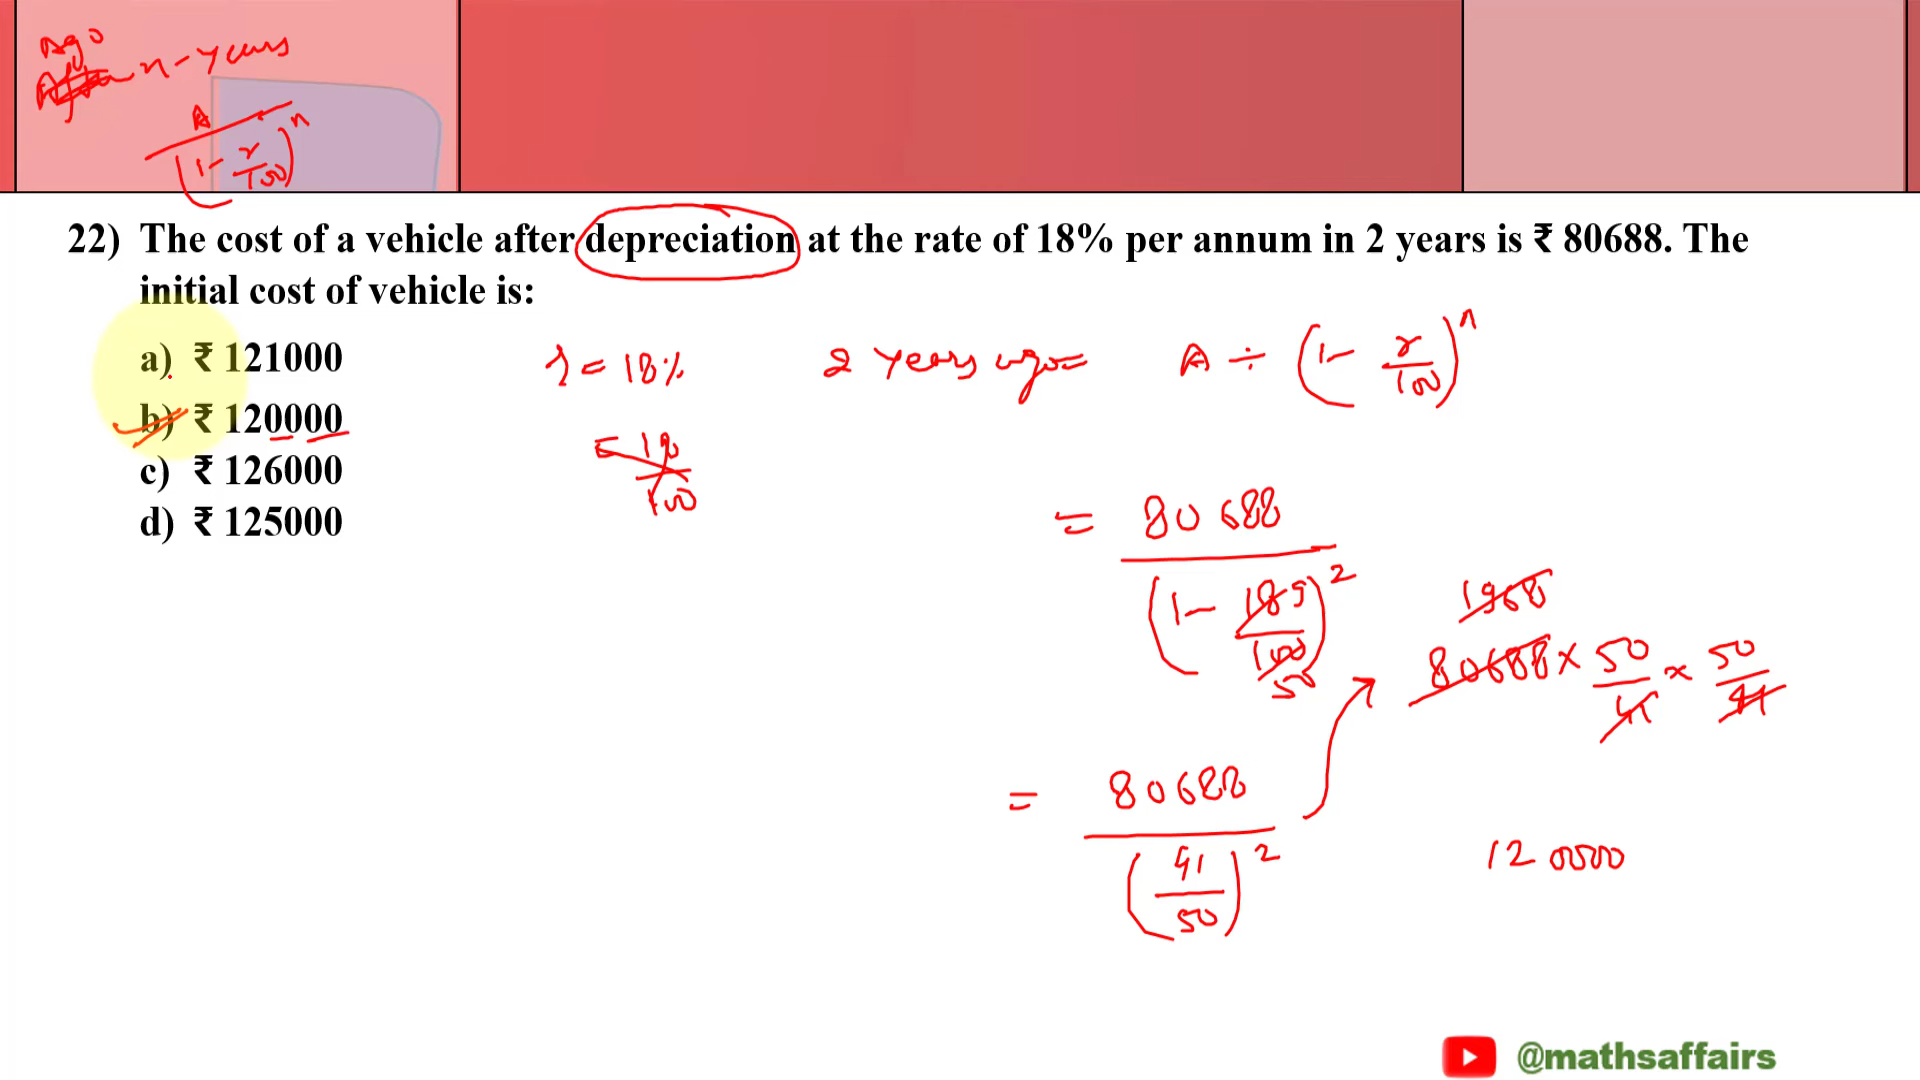 Ago
n-years
A
(1 - r/100)^n
22) The cost of a vehicle after depreciation at the rate of 18% per annum in 2 years is ₹ 80688. The
initial cost of vehicle is:
a) ₹ 121000
b) ₹ 120000
c) ₹ 126000
d) ₹ 125000
r = 18%
2 years ago = A ÷ (1 - r/100)^n
= 80688
(1 - 18 9/100 50)^2
1968
80688 × 50/41 × 50/41
= 80688
(41/50)^2
120000
@mathsaffairs